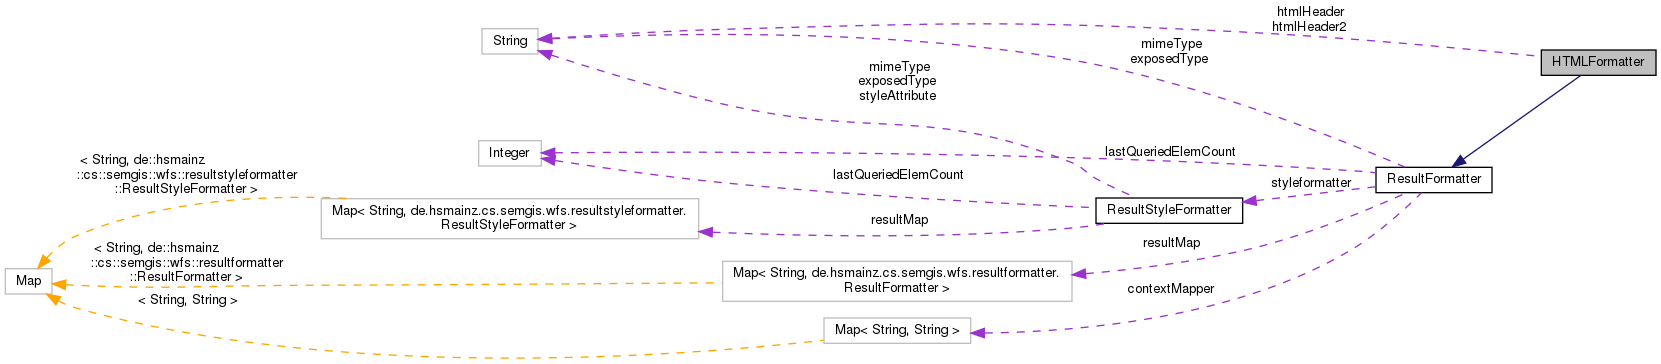 htmlHeader
htmlHeader2
String
mimeType
exposedType
HTMLFormatter
mimeType
exposedType
styleAttribute
Integer
lastQueriedElemCount
< String, de::hsmainz
::cs::semgis::wfs::resultstyleformatter
::ResultStyleFormatter >
lastQueriedElemCount
styleformatter
ResultFormatter
Map< String, de.hsmainz.cs.semgis.wfs.resultstyleformatter.
ResultStyleFormatter >
resultMap
ResultStyleFormatter
< String, de::hsmainz
::cs::semgis::wfs::resultformatter
::ResultFormatter >
resultMap
Map
Map< String, de.hsmainz.cs.semgis.wfs.resultformatter.
ResultFormatter >
contextMapper
< String, String >
Map< String, String >